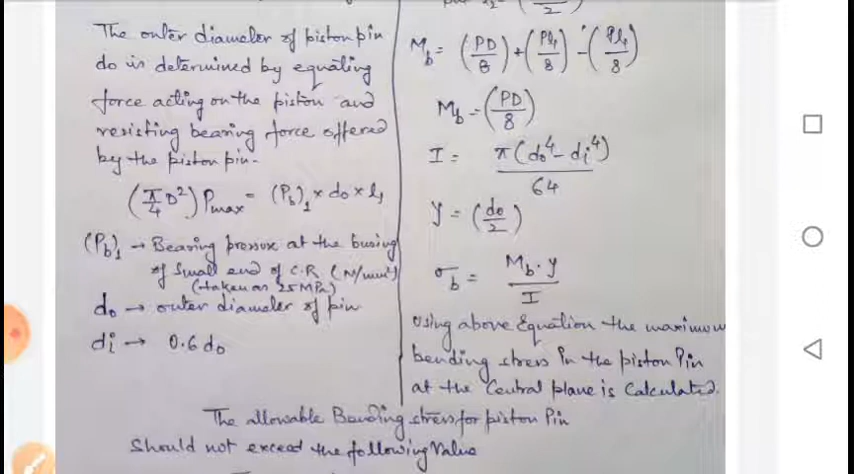 The outer diameter of piston pin
do is determined by equating
force acting on the piston and
resisting bearing force offered
by the piston pin.
(π/4 D²) Pmax = (Pb)₁ × do × l₁
(Pb)₁ → Bearing pressure at the busing
of small end of C.R (N/mm²)
(taken as 25 MPa)
do → outer diameter of pin
di → 0.6 do
Mb = (PD/8) + (Pl₁/8) - (Pl₁/8)
Mb = (PD/8)
I = π(do⁴ - di⁴)/64
y = (do/2)
σb = Mb·y/I
Using above Equation the maximum
bending stress in the piston Pin
at the Central plane is Calculated.
The allowable Bending stress for piston Pin
Should not exceed the following Value